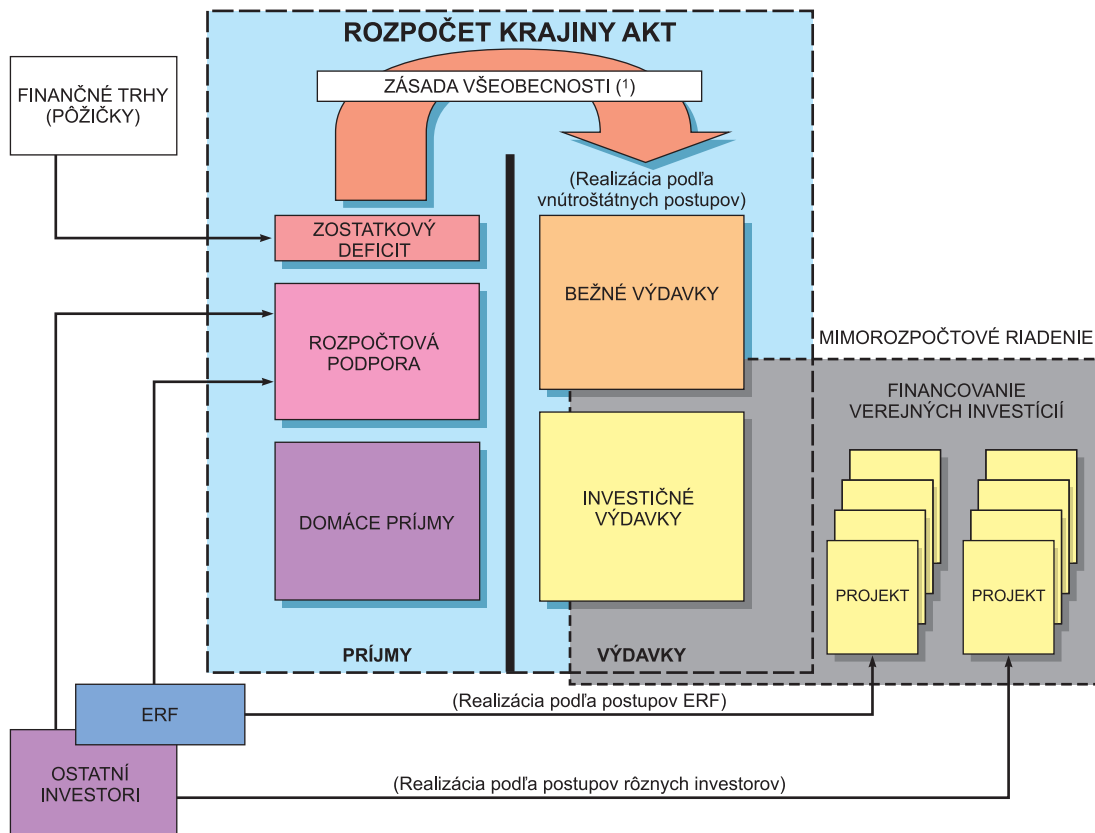 ROZPOČET KRAJINY AKT
ZÁSADA VŠEOBECNOSTI (¹)
FINANČNÉ TRHY
(PÔŽIČKY)
(Realizácia podľa
vnútroštátnych postupov)
ZOSTATKOVÝ
DEFICIT
BEŽNÉ VÝDAVKY
ROZPOČTOVÁ
PODPORA
MIMOROZPOČTOVÉ RIADENIE
FINANCOVANIE
VEREJNÝCH INVESTÍCIÍ
DOMÁCE PRÍJMY
INVESTIČNÉ
VÝDAVKY
PROJEKT
PROJEKT
PRÍJMY
VÝDAVKY
ERF
(Realizácia podľa postupov ERF)
OSTATNÍ
INVESTORI
(Realizácia podľa postupov rôznych investorov)